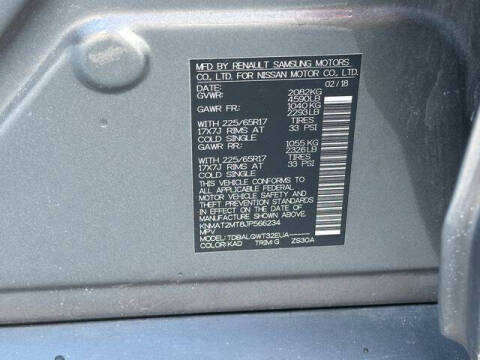 MFD BY RENAULT SAMSUNG MOTORS
CO., LTD. FOR NISSAN MOTOR CO., LTD.
DATE: 02/18
GVWR: 2082KG
4590LB
GAWR FR: 1040KG
2293LB
WITH 225/65R17 TIRES
17X7J RIMS AT 33 PSI
COLD SINGLE
GAWR RR: 1055KG
2326LB
WITH 225/65R17 TIRES
17X7J RIMS AT 33 PSI
COLD SINGLE
THIS VEHICLE CONFORMS TO
ALL APPLICABLE FEDERAL
MOTOR VEHICLE SAFETY AND
THEFT PREVENTION STANDARDS
IN EFFECT ON THE DATE OF
MANUFACTURE SHOWN ABOVE.
KNMAT2MT8JP566234
MPV
MODEL:TDBALGWT32EUA-----
COLOR:KAD TRIM:G ZS30A